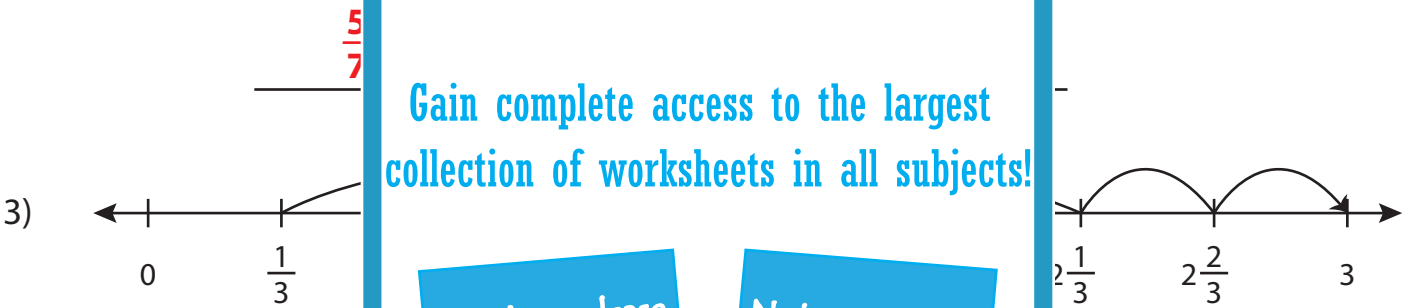 5
7
Gain complete access to the largest
collection of worksheets in all subjects!
3)
0 1/3 2 1/3 2 2/3 3